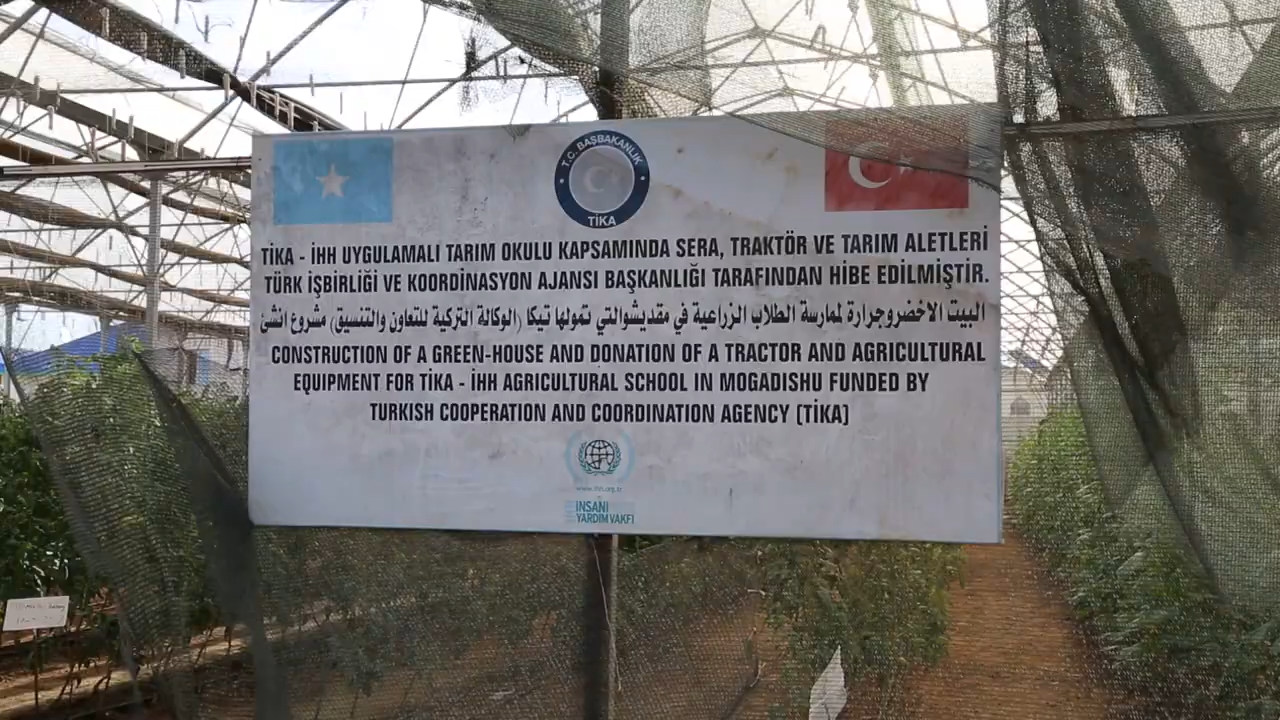 T.C. BAŞBAKANLIK
TİKA
TİKA - İHH UYGULAMALI TARIM OKULU KAPSAMINDA SERA, TRAKTÖR VE TARIM ALETLERİ
TÜRK İŞBİRLİĞİ VE KOORDİNASYON AJANSI BAŞKANLIĞI TARAFINDAN HİBE EDİLMİŞTİR.
البيت الاخضروجرارة لممارسة الطلاب الزراعية في مقديشوالتي تمولها تيكا (الوكالة التركية للتعاون والتنسيق) مشروع انشئ
CONSTRUCTION OF A GREEN-HOUSE AND DONATION OF A TRACTOR AND AGRICULTURAL
EQUIPMENT FOR TİKA - İHH AGRICULTURAL SCHOOL IN MOGADISHU FUNDED BY
TURKISH COOPERATION AND COORDINATION AGENCY (TİKA)
www.ihh.org.tr
İNSANİ
YARDIM VAKFI